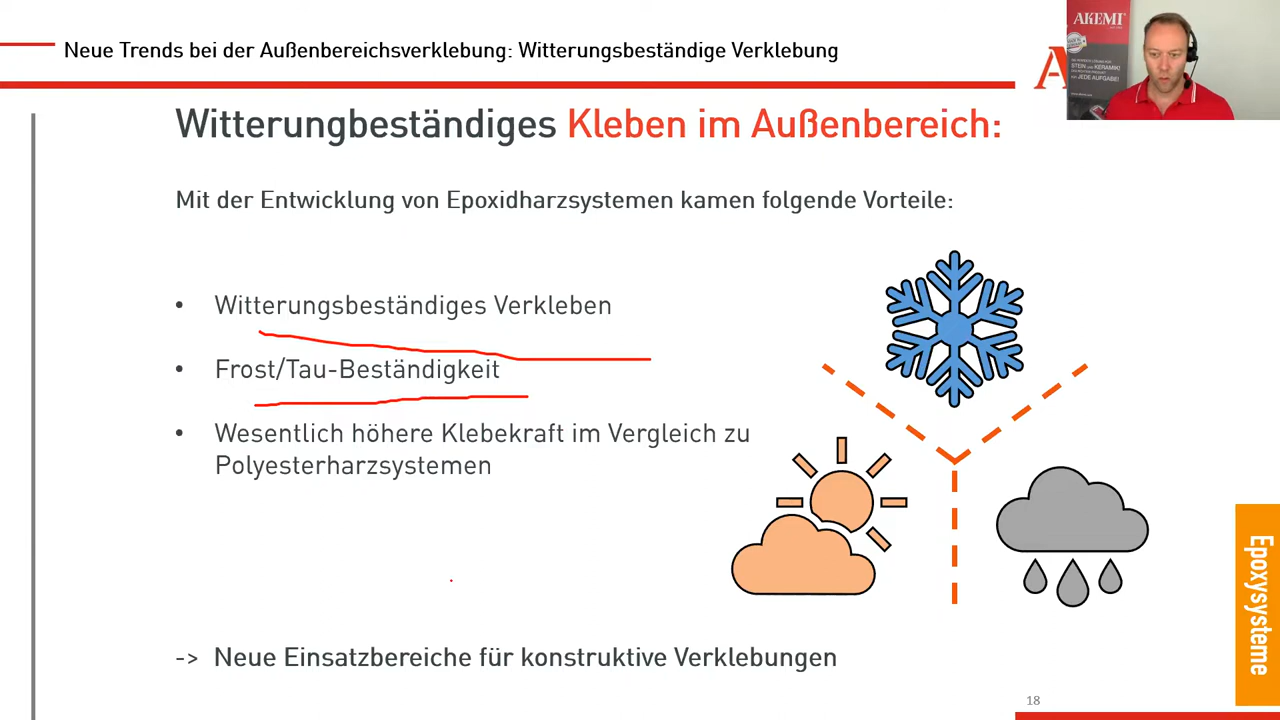 Neue Trends bei der Außenbereichsverklebung: Witterungsbeständige Verklebung
AKEMI
Witterungbeständiges Kleben im Außenbereich:
Mit der Entwicklung von Epoxidharzsystemen kamen folgende Vorteile:
• Witterungsbeständiges Verkleben
• Frost/Tau-Beständigkeit
• Wesentlich höhere Klebekraft im Vergleich zu
Polyesterharzsystemen
-> Neue Einsatzbereiche für konstruktive Verklebungen
Epoxysysteme
18